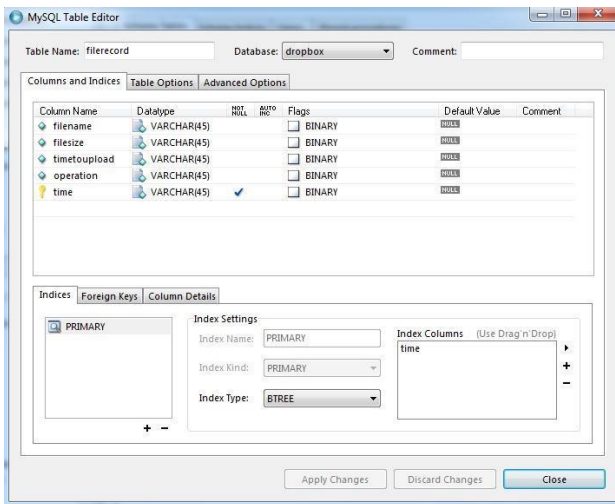 MySQL Table Editor
Table Name: filerecord Database: dropbox Comment:
Columns and Indices Table Options Advanced Options
Column Name Datatype NOT NULL AUTO INC Flags Default Value Comment
filename VARCHAR(45) BINARY NULL
filesize VARCHAR(45) BINARY NULL
timetoupload VARCHAR(45) BINARY NULL
operation VARCHAR(45) BINARY NULL
time VARCHAR(45) BINARY NULL
Indices Foreign Keys Column Details
PRIMARY
Index Settings
Index Name: PRIMARY
Index Kind: PRIMARY
Index Type: BTREE
Index Columns (Use Drag'n'Drop)
time
+ -
Apply Changes Discard Changes Close